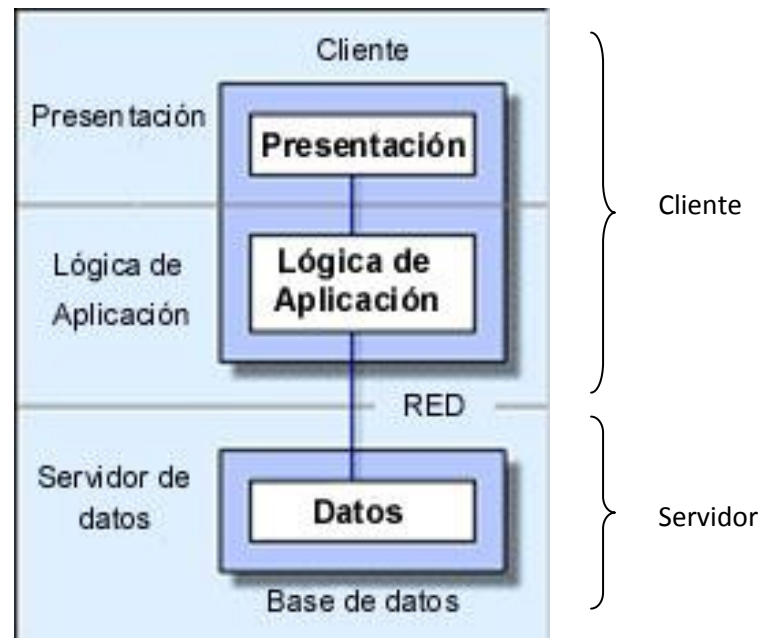 Cliente
Presentación
Presentación
Cliente
Lógica de
Aplicación
Lógica de
Aplicación
RED
Servidor de
datos
Datos
Servidor
Base de datos